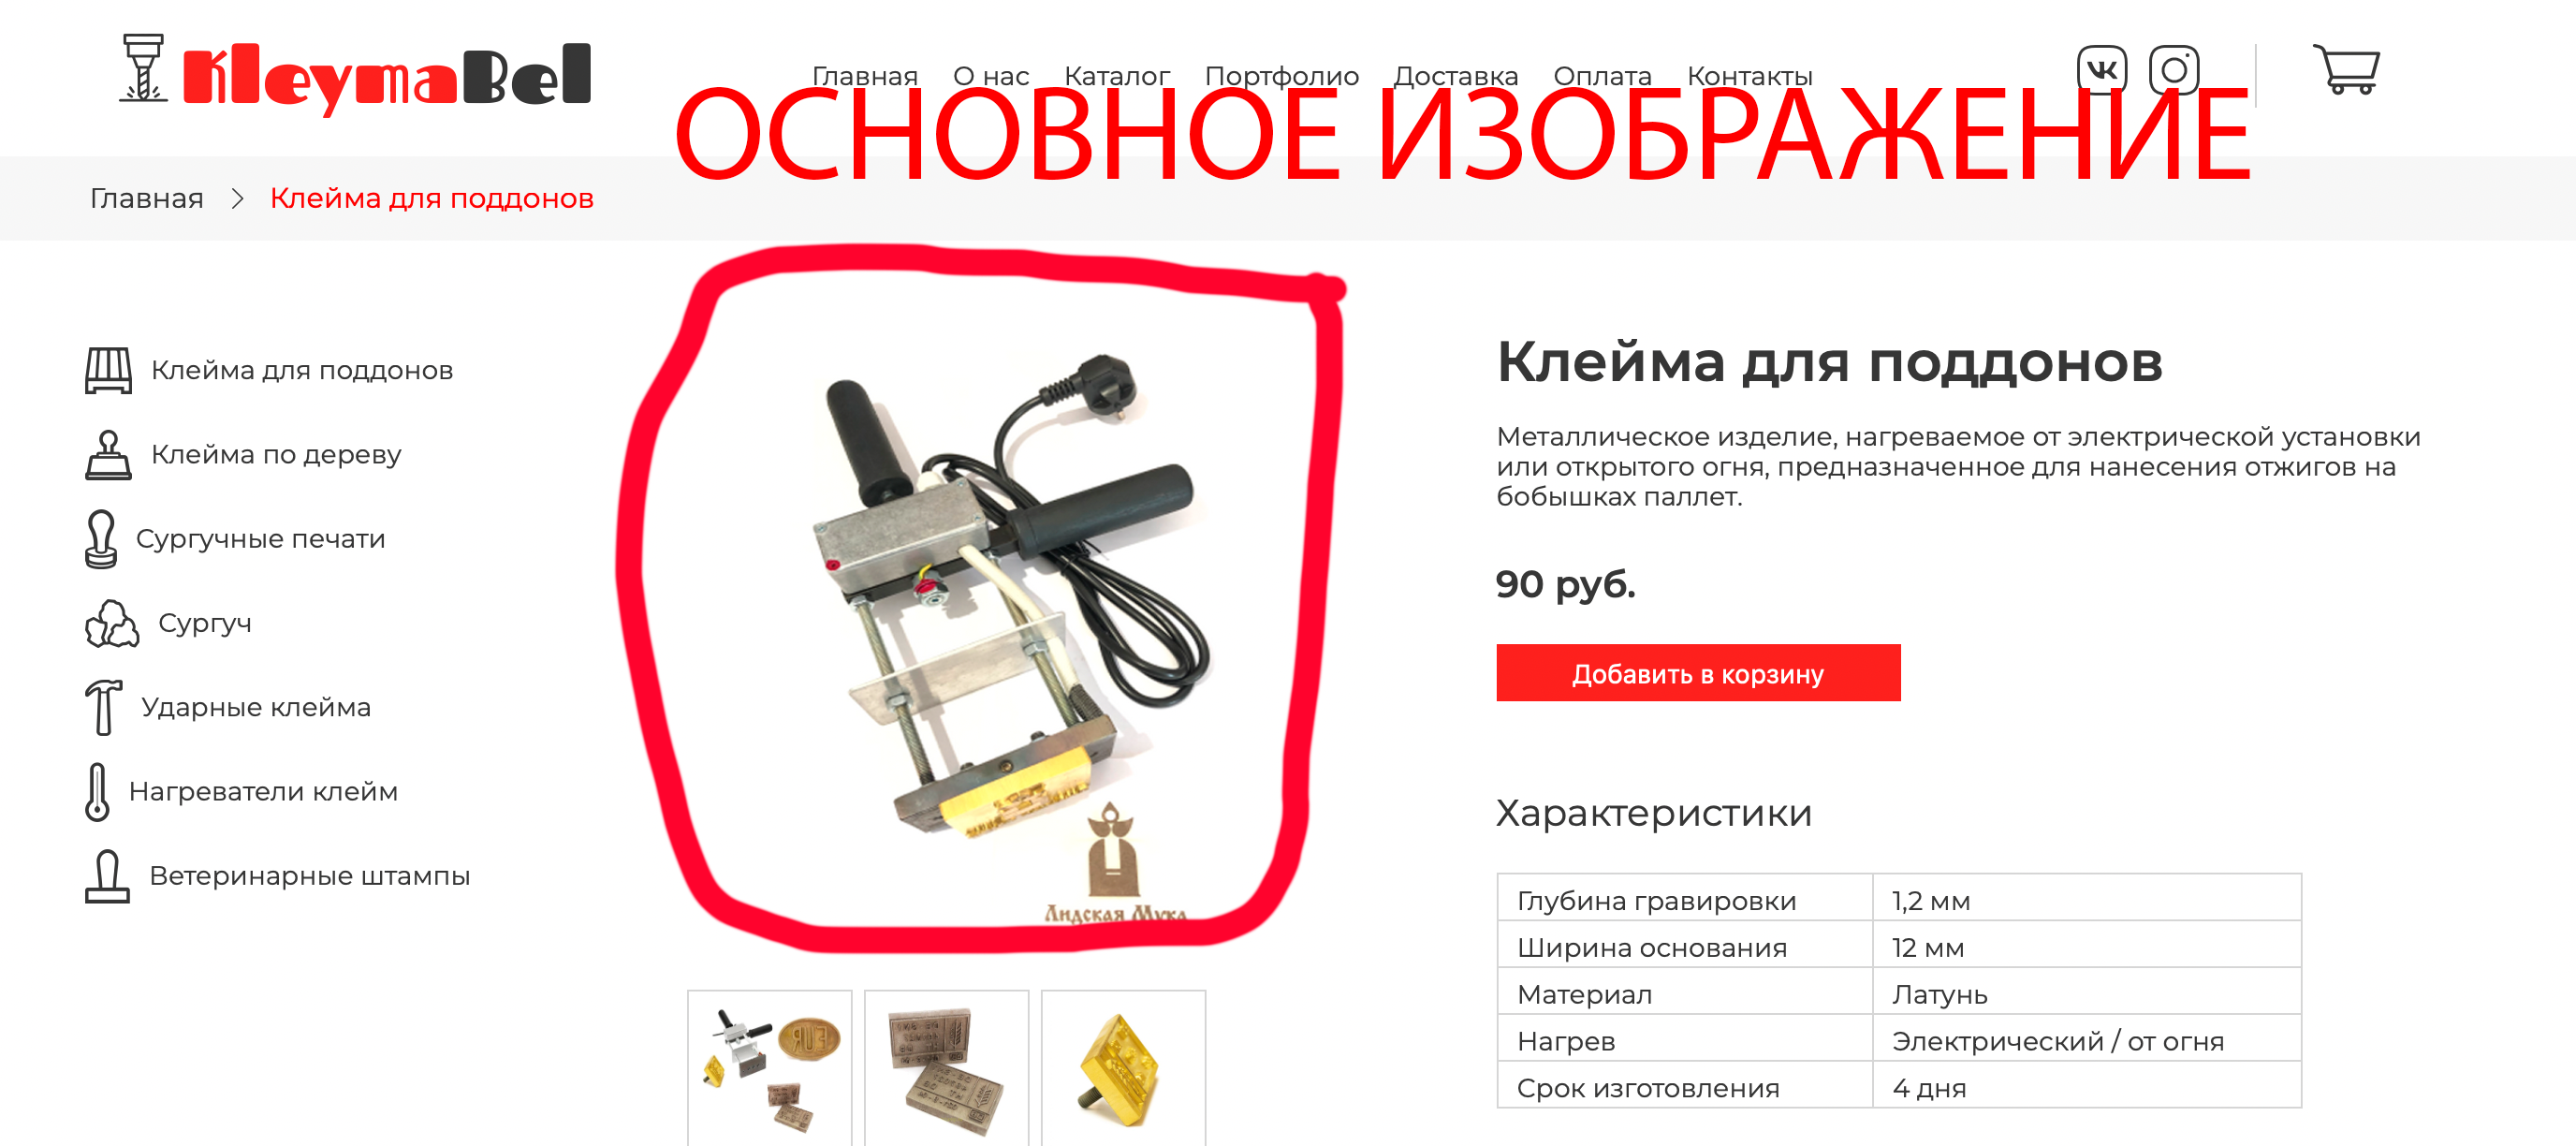 KleymaBel
Главная О нас Каталог Портфолио Доставка Оплата Контакты
ОСНОВНОЕ ИЗОБРАЖЕНИЕ
Главная > Клейма для поддонов
Клейма для поддонов
Клейма по дереву
Сургучные печати
Сургуч
Ударные клейма
Нагреватели клейм
Ветеринарные штампы
Лидская Мука
Клейма для поддонов
Металлическое изделие, нагреваемое от электрической установки
или открытого огня, предназначенное для нанесения отжигов на
бобышках паллет.
90 руб.
Добавить в корзину
Характеристики
Глубина гравировки 1,2 мм
Ширина основания 12 мм
Материал Латунь
Нагрев Электрический / от огня
Срок изготовления 4 дня